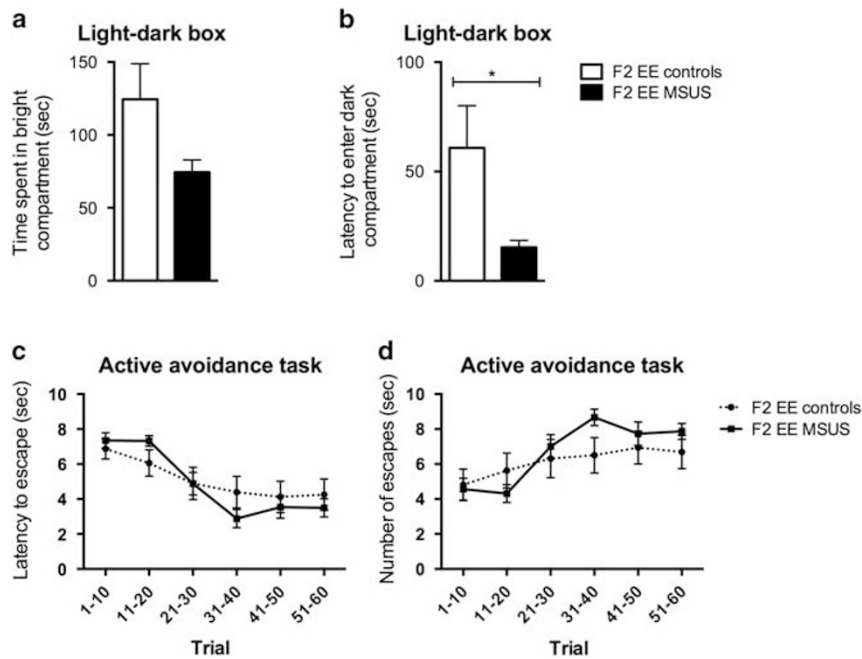 a
Light-dark box
150
100
50
0
Time spent in bright
compartment (sec)
b
Light-dark box
100
50
0
Latency to enter dark
compartment (sec)
*
F2 EE controls
F2 EE MSUS
c
Active avoidance task
10
8
6
4
2
0
Latency to escape (sec)
1-10
11-20
21-30
31-40
41-50
51-60
Trial
d
Active avoidance task
10
8
6
4
2
0
Number of escapes (sec)
1-10
11-20
21-30
31-40
41-50
51-60
Trial
F2 EE controls
F2 EE MSUS